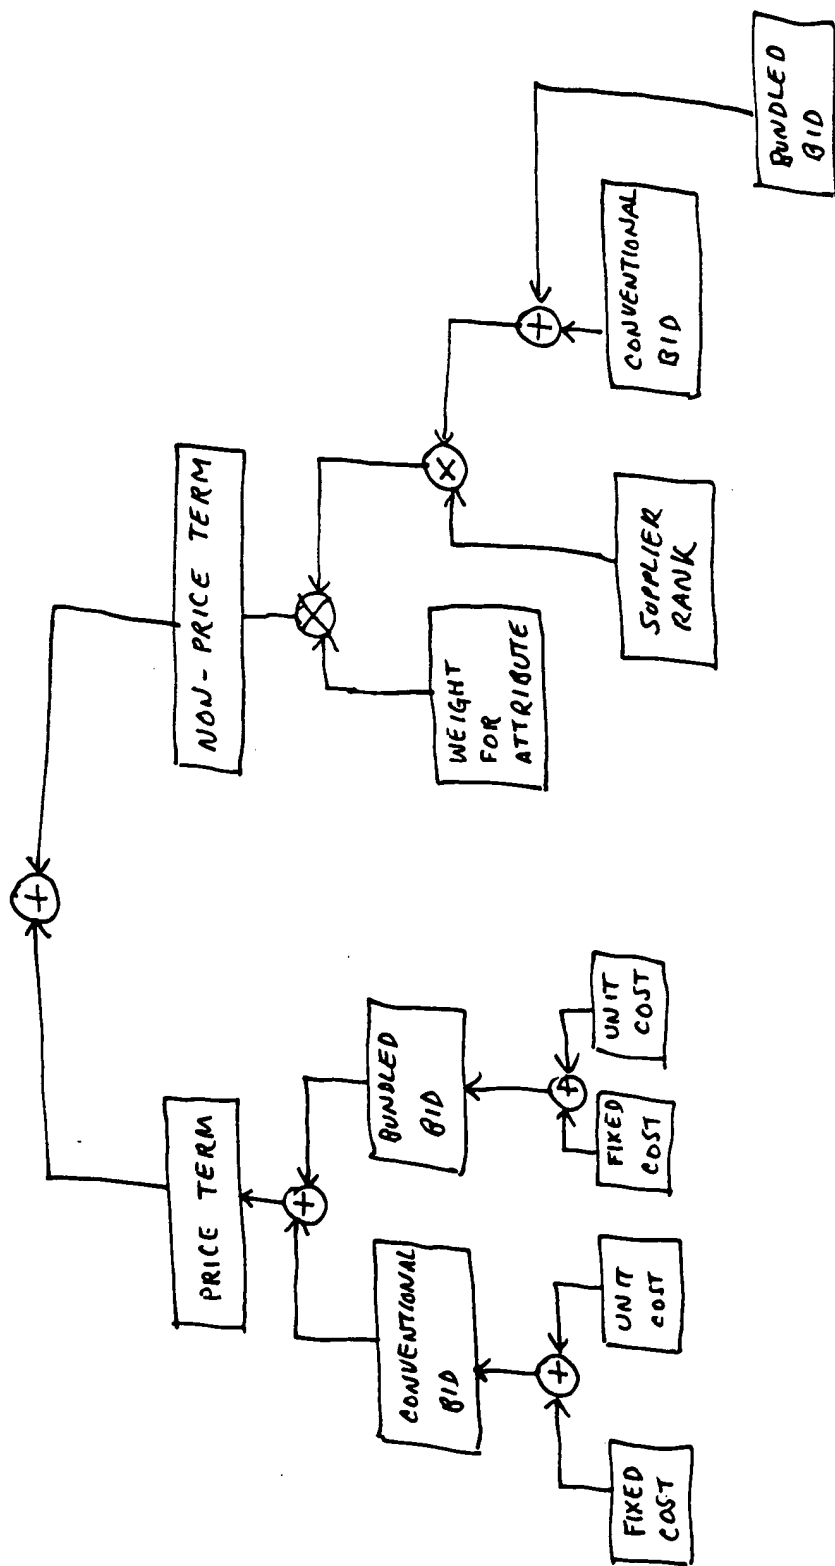 +
PRICE TERM
NON-PRICE TERM
+
×
CONVENTIONAL
BID
BUNDLED
BID
WEIGHT
FOR
ATTRIBUTE
×
+
+
+
FIXED
COST
UNIT
COST
FIXED
COST
UNIT
COST
SUPPLIER
RANK
CONVENTIONAL
BID
BUNDLED
BID